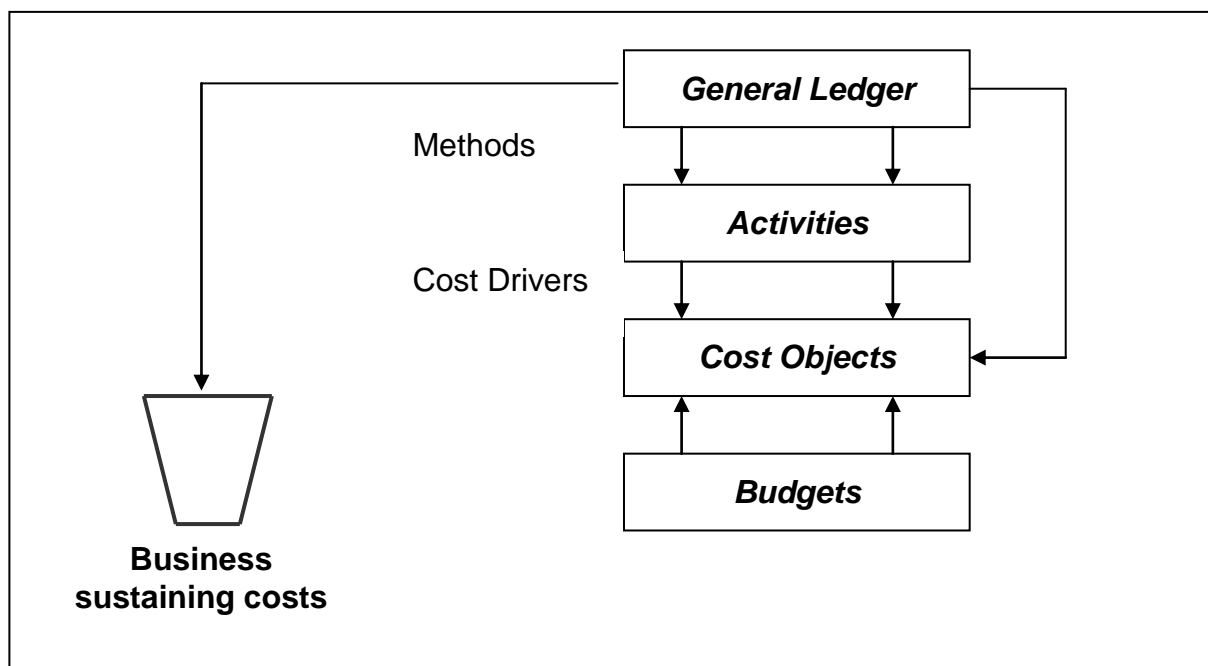 General Ledger
Methods
Activities
Cost Drivers
Cost Objects
Budgets
Business
sustaining costs